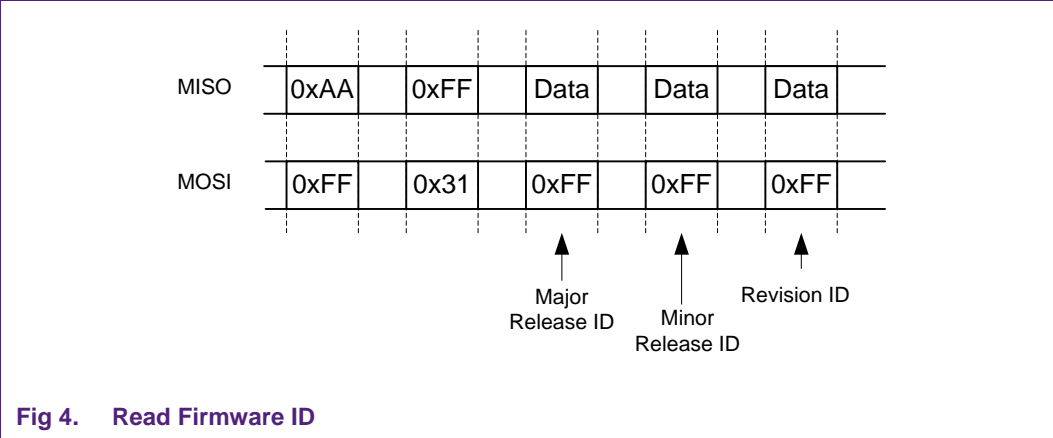 MISO 0xAA 0xFF Data Data Data
MOSI 0xFF 0x31 0xFF 0xFF 0xFF
Major
Release ID
Minor
Release ID
Revision ID
Fig 4. Read Firmware ID